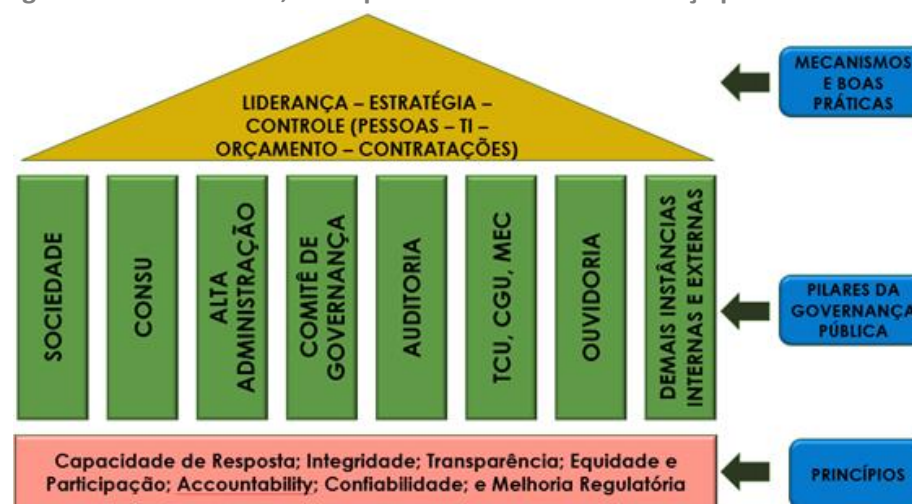 LIDERANÇA – ESTRATÉGIA –
CONTROLE (PESSOAS – TI –
ORÇAMENTO – CONTRATAÇÕES)
MECANISMOS
E BOAS
PRÁTICAS
SOCIEDADE
CONSU
ALTA
ADMINISTRAÇÃO
COMITÊ DE
GOVERNANÇA
AUDITORIA
TCU, CGU, MEC
OUVIDORIA
DEMAIS INSTÂNCIAS
INTERNAS E EXTERNAS
PILARES DA
GOVERNANÇA
PÚBLICA
Capacidade de Resposta; Integridade; Transparência; Equidade e
Participação; Accountability; Confiabilidade; e Melhoria Regulatória
PRINCÍPIOS